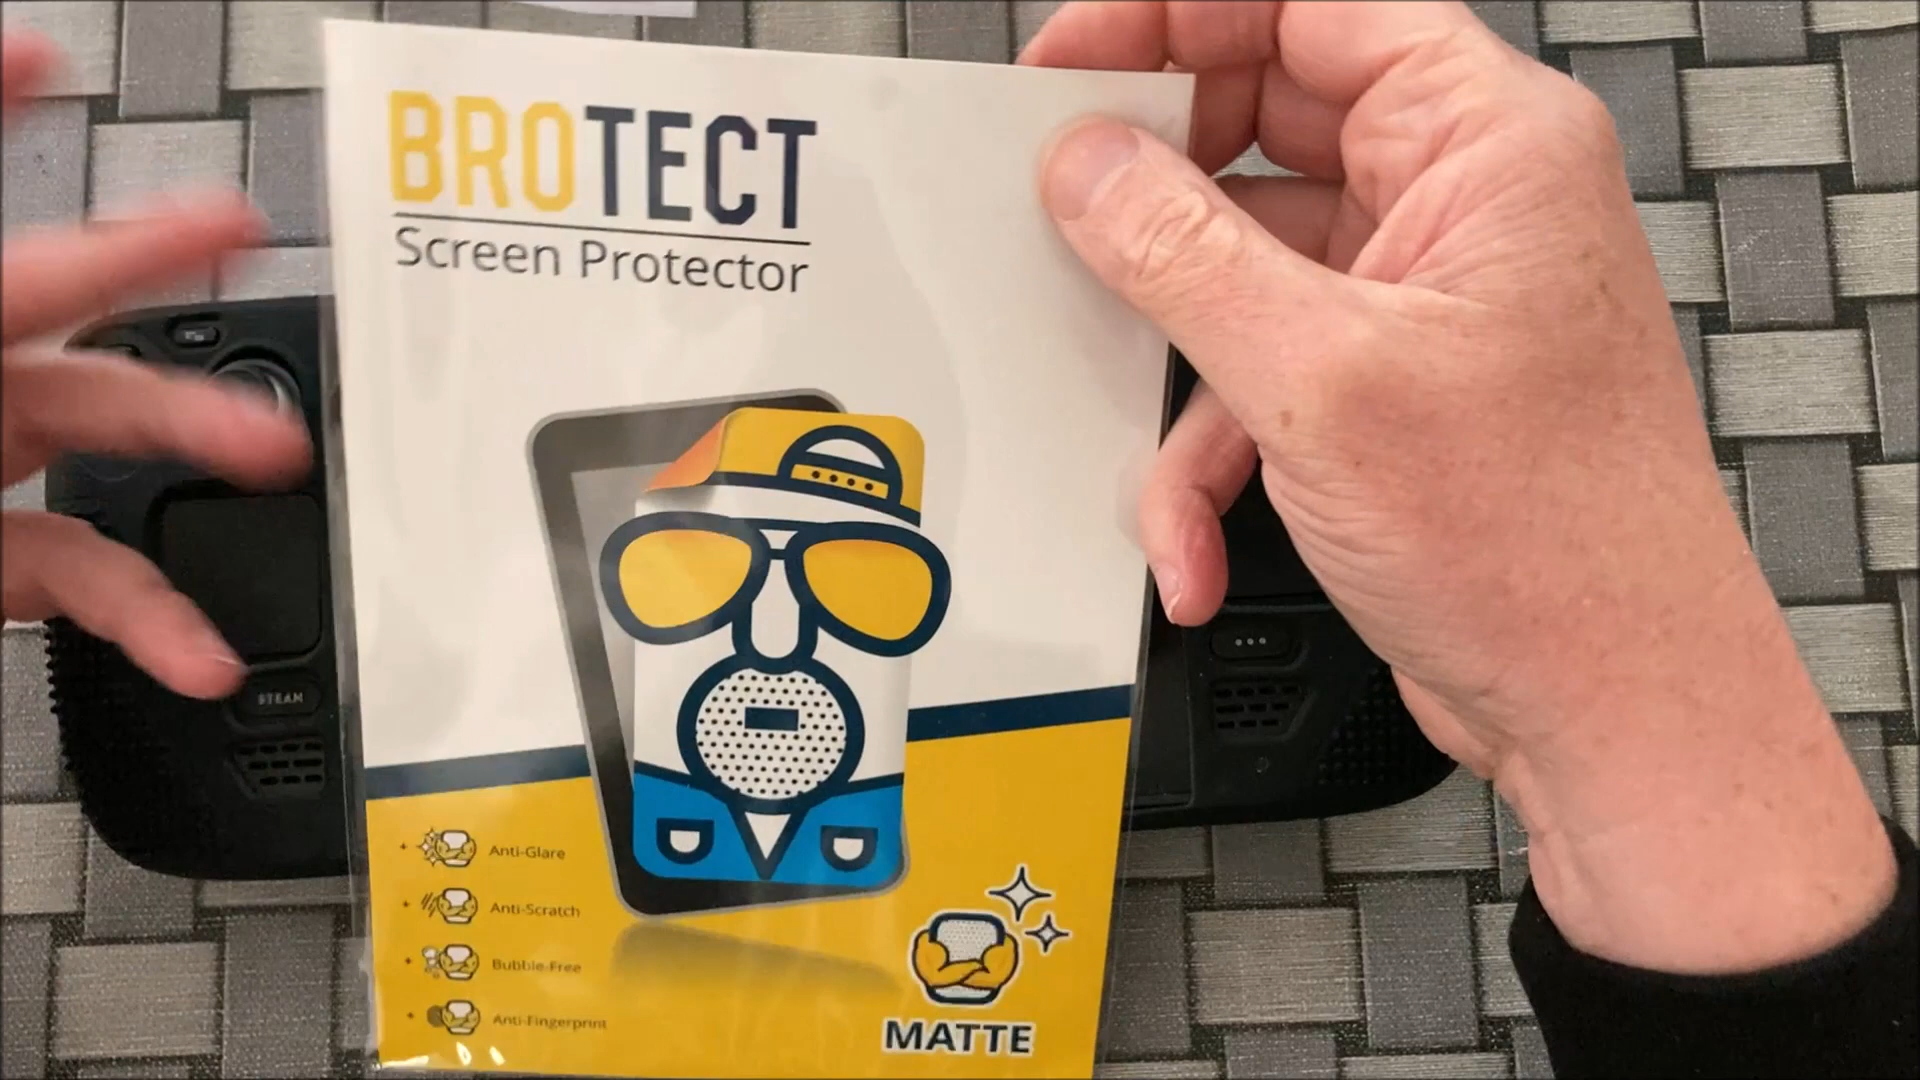 BROTECT
Screen Protector
STEAM
+ Anti-Glare
+ Anti-Scratch
+ Bubble-Free
+ Anti-Fingerprint
MATTE